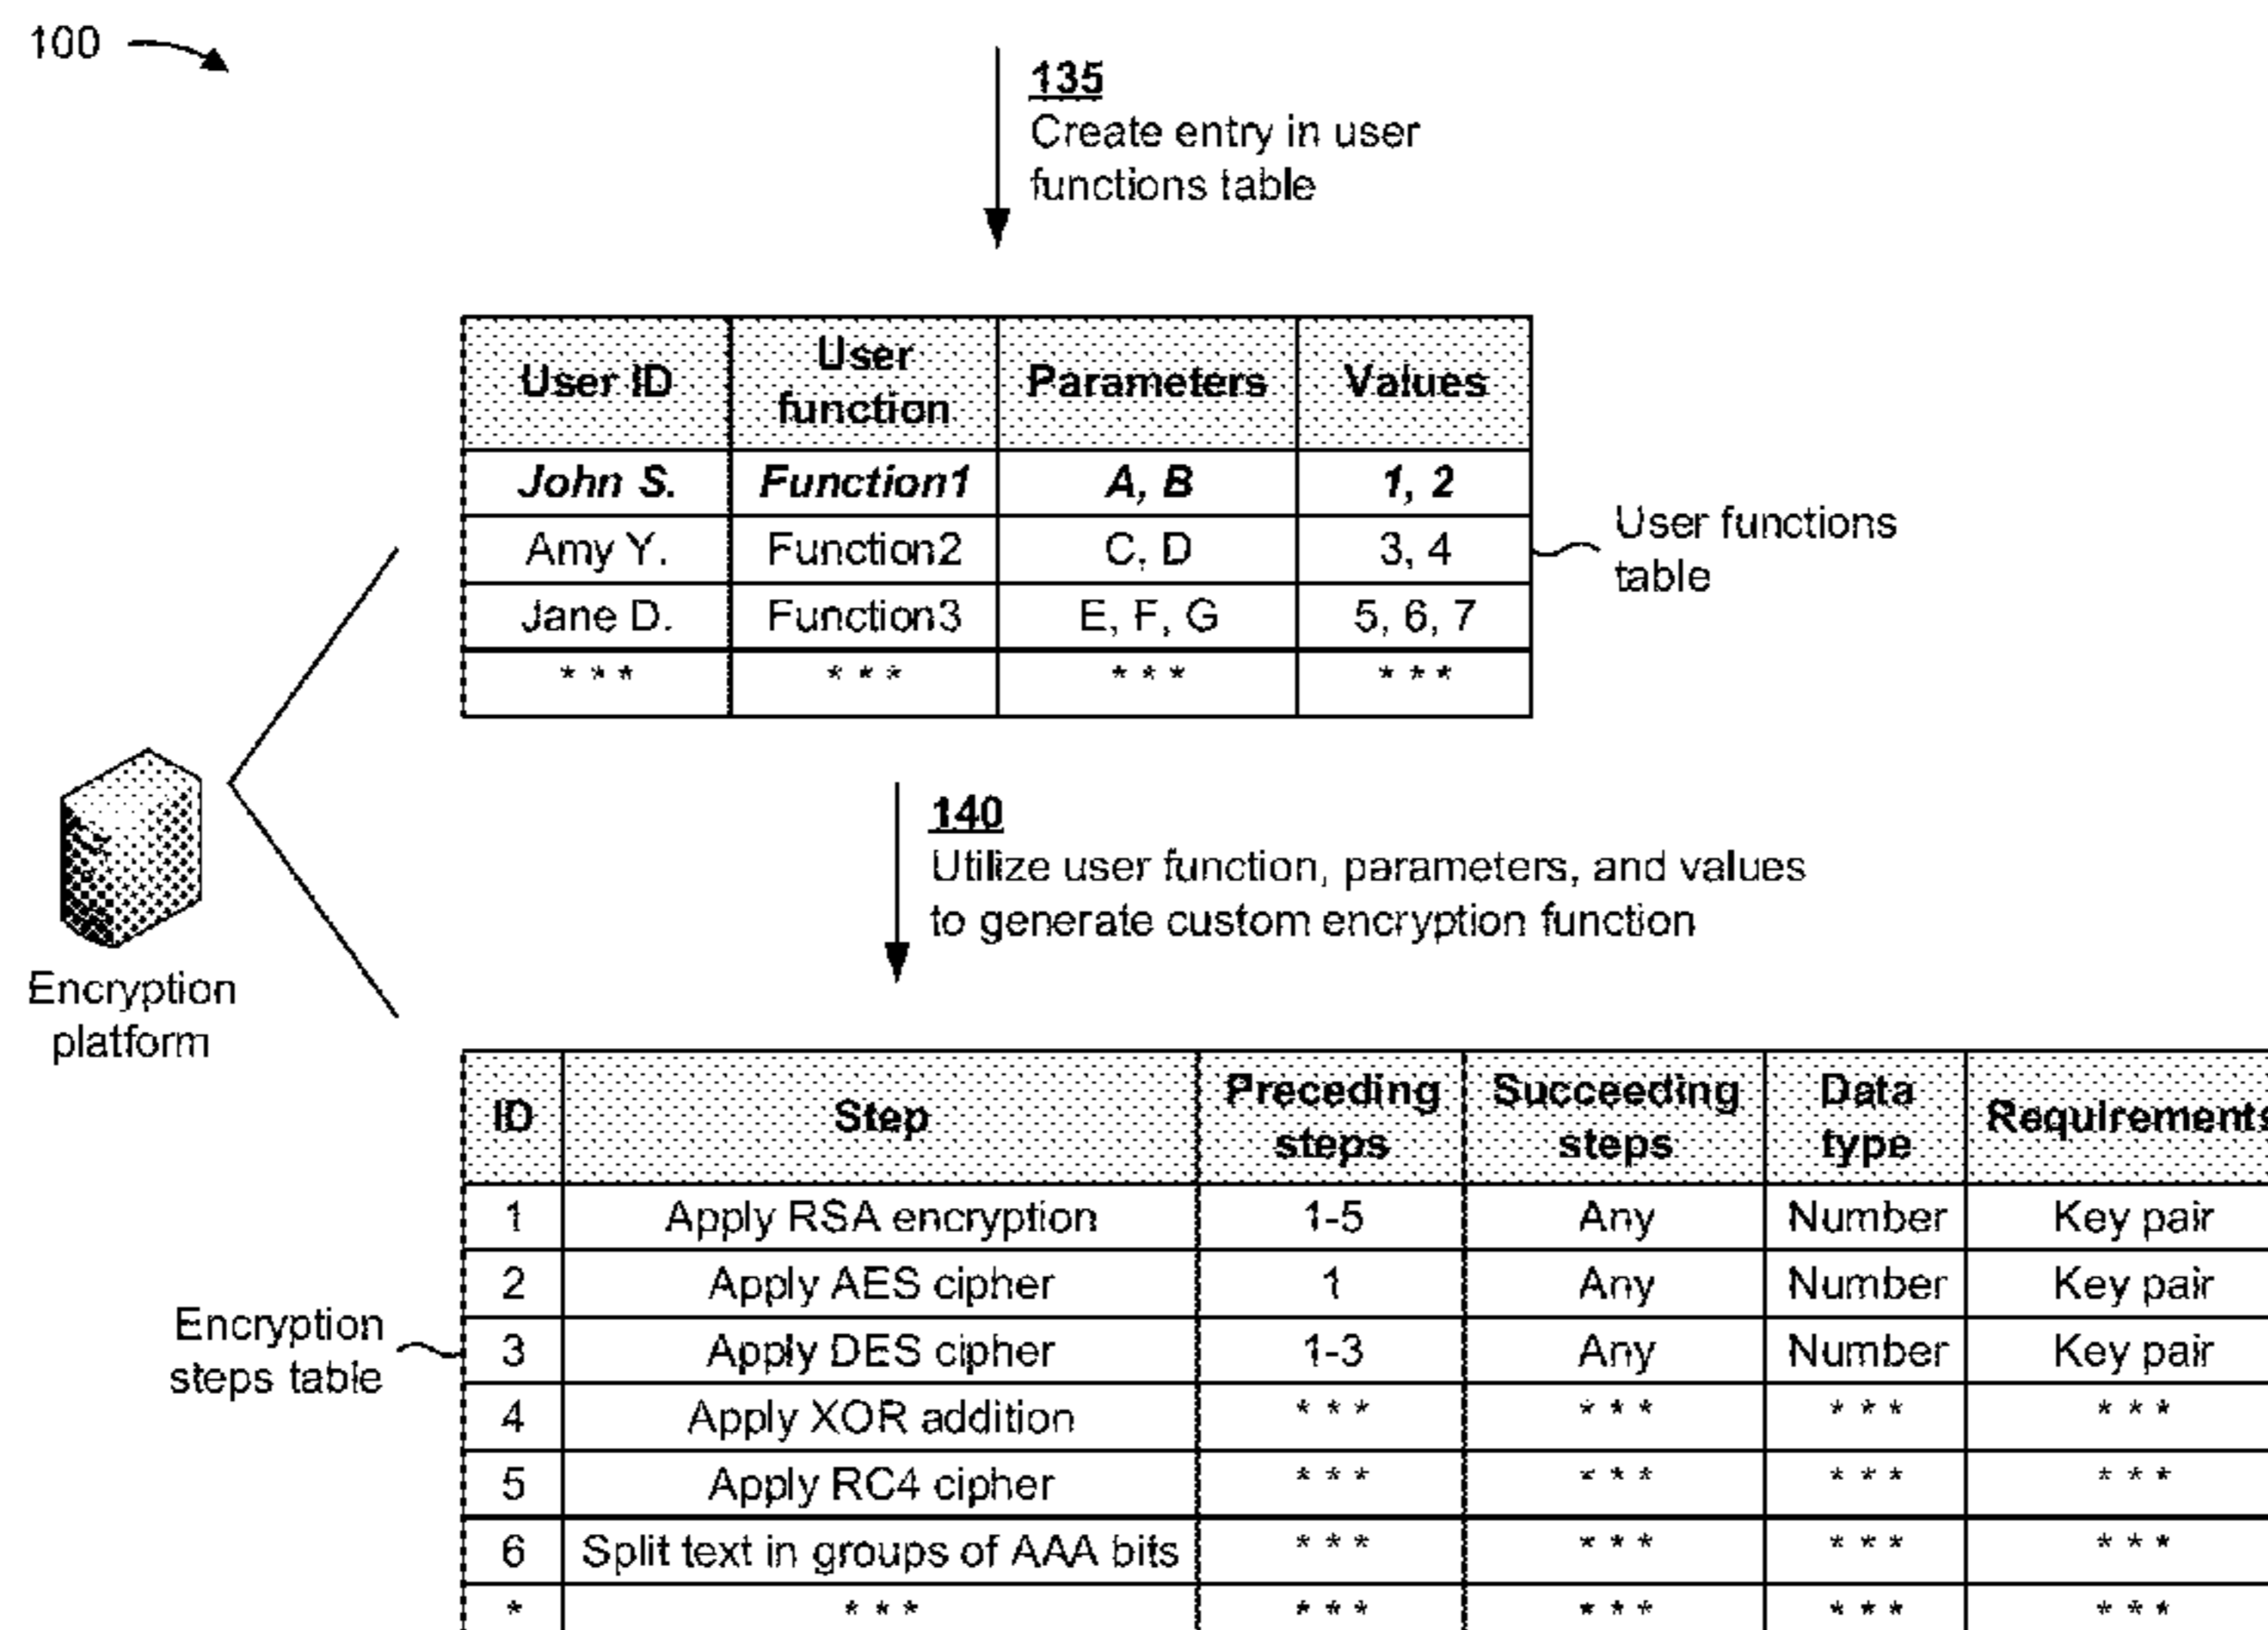 100
135
Create entry in user
functions table
User ID User function Parameters Values
John S. Function1 A, B 1, 2
Amy Y. Function2 C, D 3, 4
Jane D. Function3 E, F, G 5, 6, 7
* * * * * * * * * * * *
User functions
table
140
Utilize user function, parameters, and values
to generate custom encryption function
Encryption
platform
ID Step Preceding steps Succeeding steps Data type Requirements
1 Apply RSA encryption 1-5 Any Number Key pair
2 Apply AES cipher 1 Any Number Key pair
3 Apply DES cipher 1-3 Any Number Key pair
4 Apply XOR addition * * * * * * * * * * * *
5 Apply RC4 cipher * * * * * * * * * * * *
6 Split text in groups of AAA bits * * * * * * * * * * * *
* * * * * * * * * * * * * * * *
Encryption
steps table